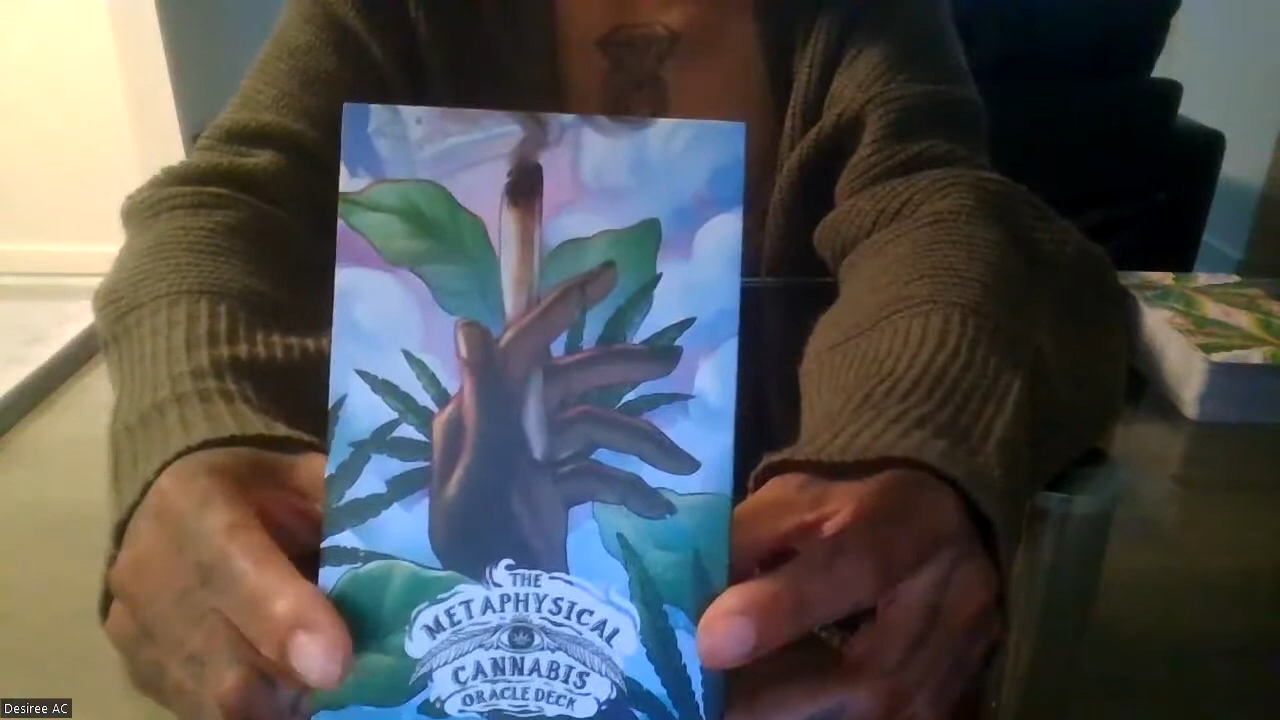 THE
METAPHYSICAL
CANNABIS
ORACLE DECK
Desiree AC